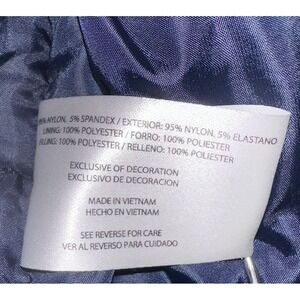 95% NYLON, 5% SPANDEX / EXTERIOR: 95% NYLON, 5% ELASTANO
LINING: 100% POLYESTER / FORRO: 100% POLIESTER
FILLING: 100% POLYESTER / RELLENO: 100% POLIESTER
EXCLUSIVE OF DECORATION
EXCLUSIVO DE DECORACION
MADE IN VIETNAM
HECHO EN VIETNAM
SEE REVERSE FOR CARE
VER AL REVERSO PARA CUIDADO